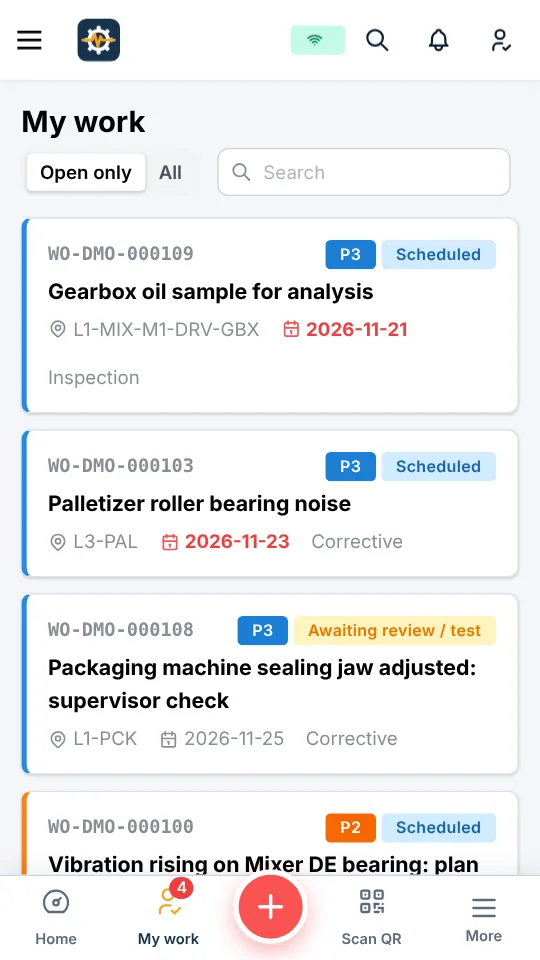 My work
Open only All Search
WO-DMO-000109 P3 Scheduled
Gearbox oil sample for analysis
L1-MIX-M1-DRV-GBX 2026-11-21
Inspection
WO-DMO-000103 P3 Scheduled
Palletizer roller bearing noise
L3-PAL 2026-11-23 Corrective
WO-DMO-000108 P3 Awaiting review / test
Packaging machine sealing jaw adjusted:
supervisor check
L1-PCK 2026-11-25 Corrective
WO-DMO-000100 P2 Scheduled
Vibration rising on Mixer DE bearing: plan
4
Home My work Scan QR More